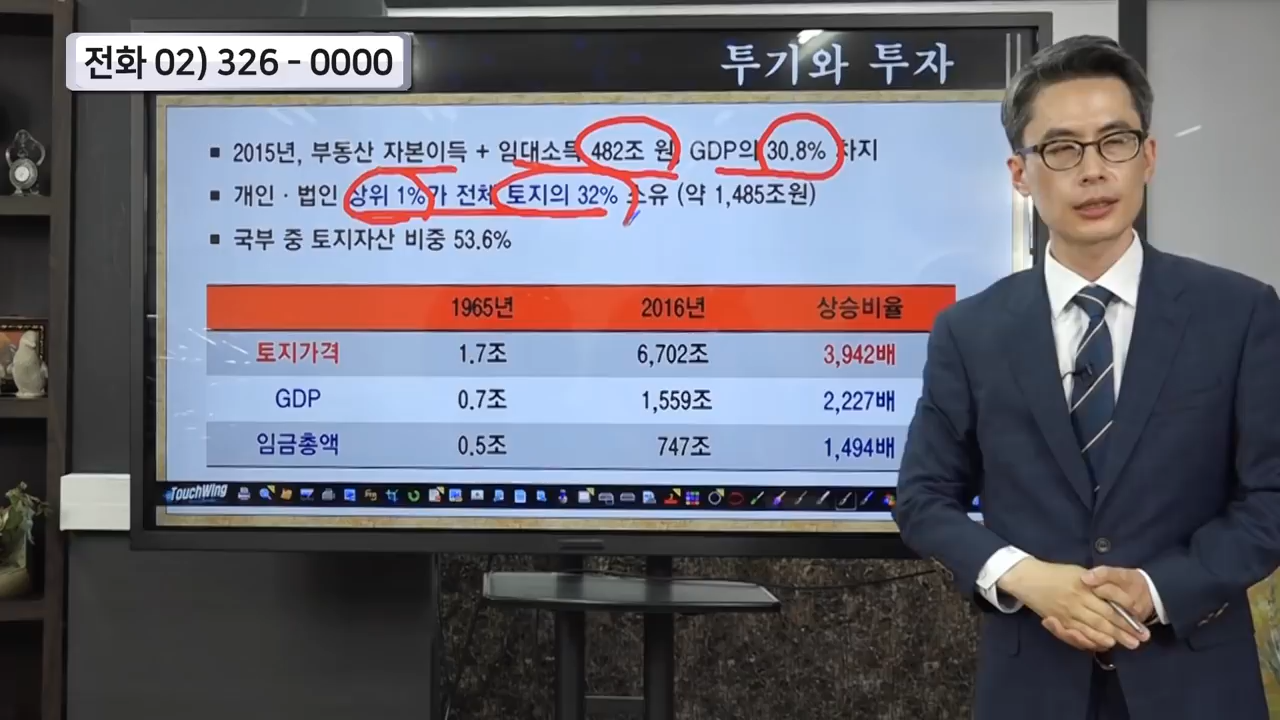 전화 02) 326 - 0000
투기와 투자
■ 2015년, 부동산 자본이득 + 임대소득 482조 원, GDP의 30.8% 차지
■ 개인 · 법인 상위 1%가 전체 토지의 32% 소유 (약 1,485조원)
■ 국부 중 토지자산 비중 53.6%
1965년 2016년 상승비율
토지가격 1.7조 6,702조 3,942배
GDP 0.7조 1,559조 2,227배
임금총액 0.5조 747조 1,494배
TouchWing